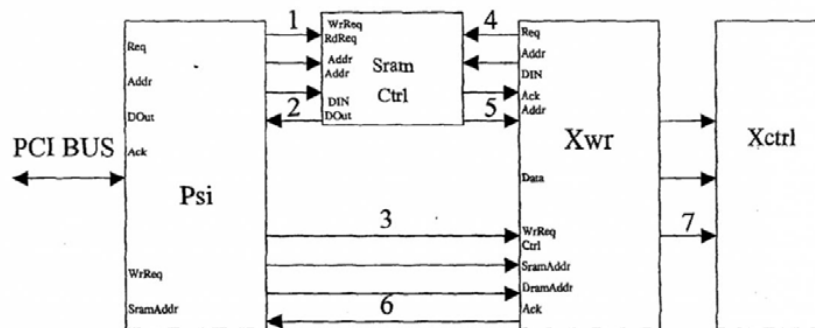 1
4
WrReq
RdReq
Addr
Addr
Sram
Ctrl
DIN
DOut
2
5
Req
Addr
DOut
Ack
PCI BUS
Psi
WrReq
SramAddr
3
6
Req
Addr
DIN
Ack
Addr
Xwr
Data
WrReq
Ctrl
SramAddr
DramAddr
Ack
7
Xctrl